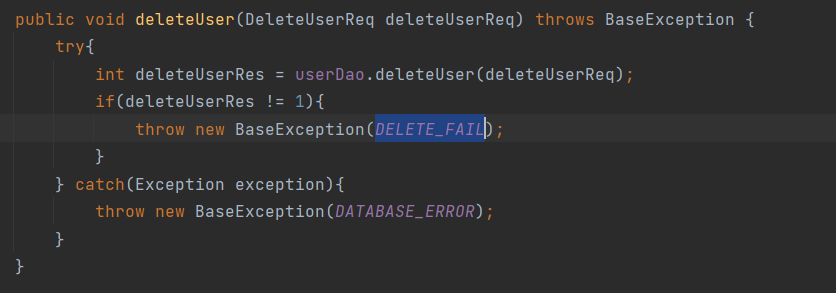 public void deleteUser(DeleteUserReq deleteUserReq) throws BaseException {
    try{
        int deleteUserRes = userDao.deleteUser(deleteUserReq);
        if(deleteUserRes != 1){
            throw new BaseException(DELETE_FAIL);
        }
    } catch(Exception exception){
        throw new BaseException(DATABASE_ERROR);
    }
}